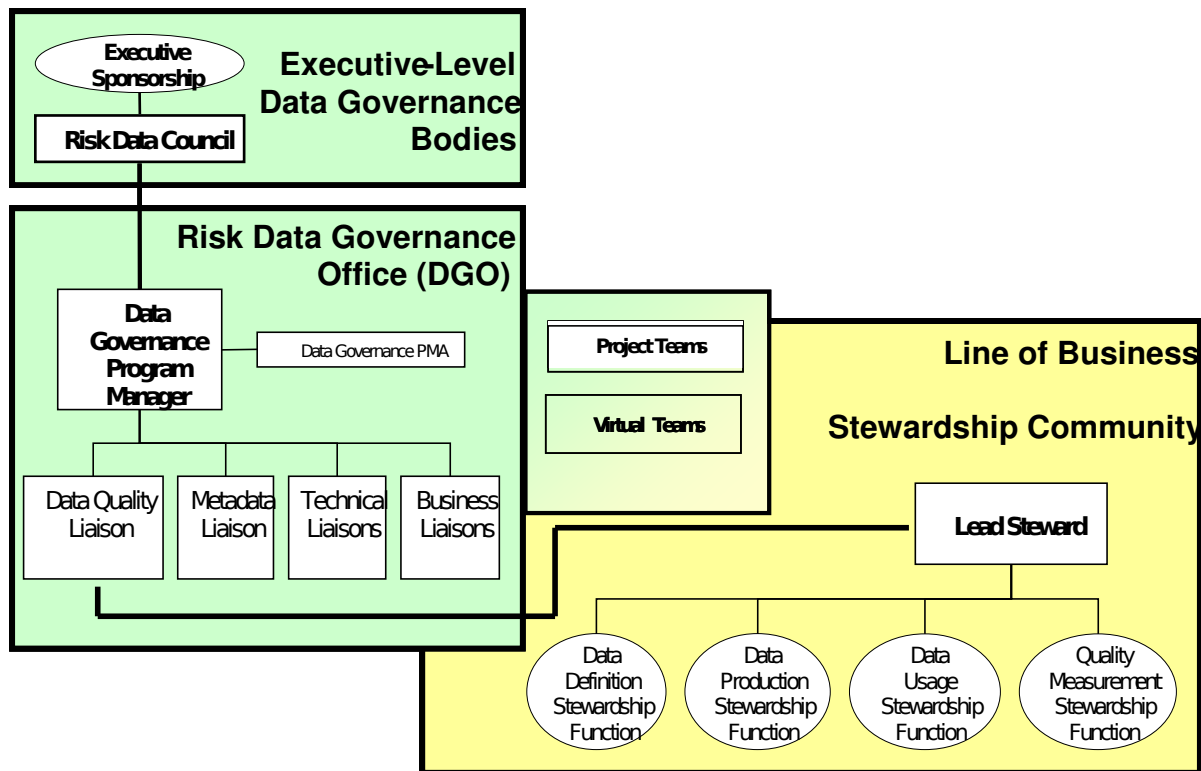 Executive
Sponsorship
Risk Data Council
Executive-Level
Data Governance
Bodies
Risk Data Governance
Office (DGO)
Data
Governance
Program
Manager
Data Governance PMA
Data Quality
Liaison
Metadata
Liaison
Technical
Liaisons
Business
Liaisons
Project Teams
Virtual Teams
Line of Business
Stewardship Community
Lead Steward
Data
Definition
Stewardship
Function
Data
Production
Stewardship
Function
Data
Usage
Stewardship
Function
Quality
Measurement
Stewardship
Function